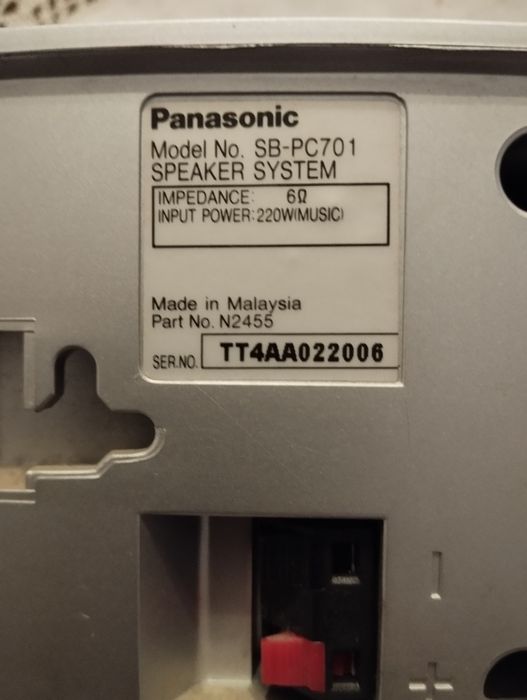 Panasonic
Model No. SB-PC701
SPEAKER SYSTEM
IMPEDANCE: 6Ω
INPUT POWER:220W(MUSIC)
Made in Malaysia
Part No. N2455
SER.NO. TT4AA022006